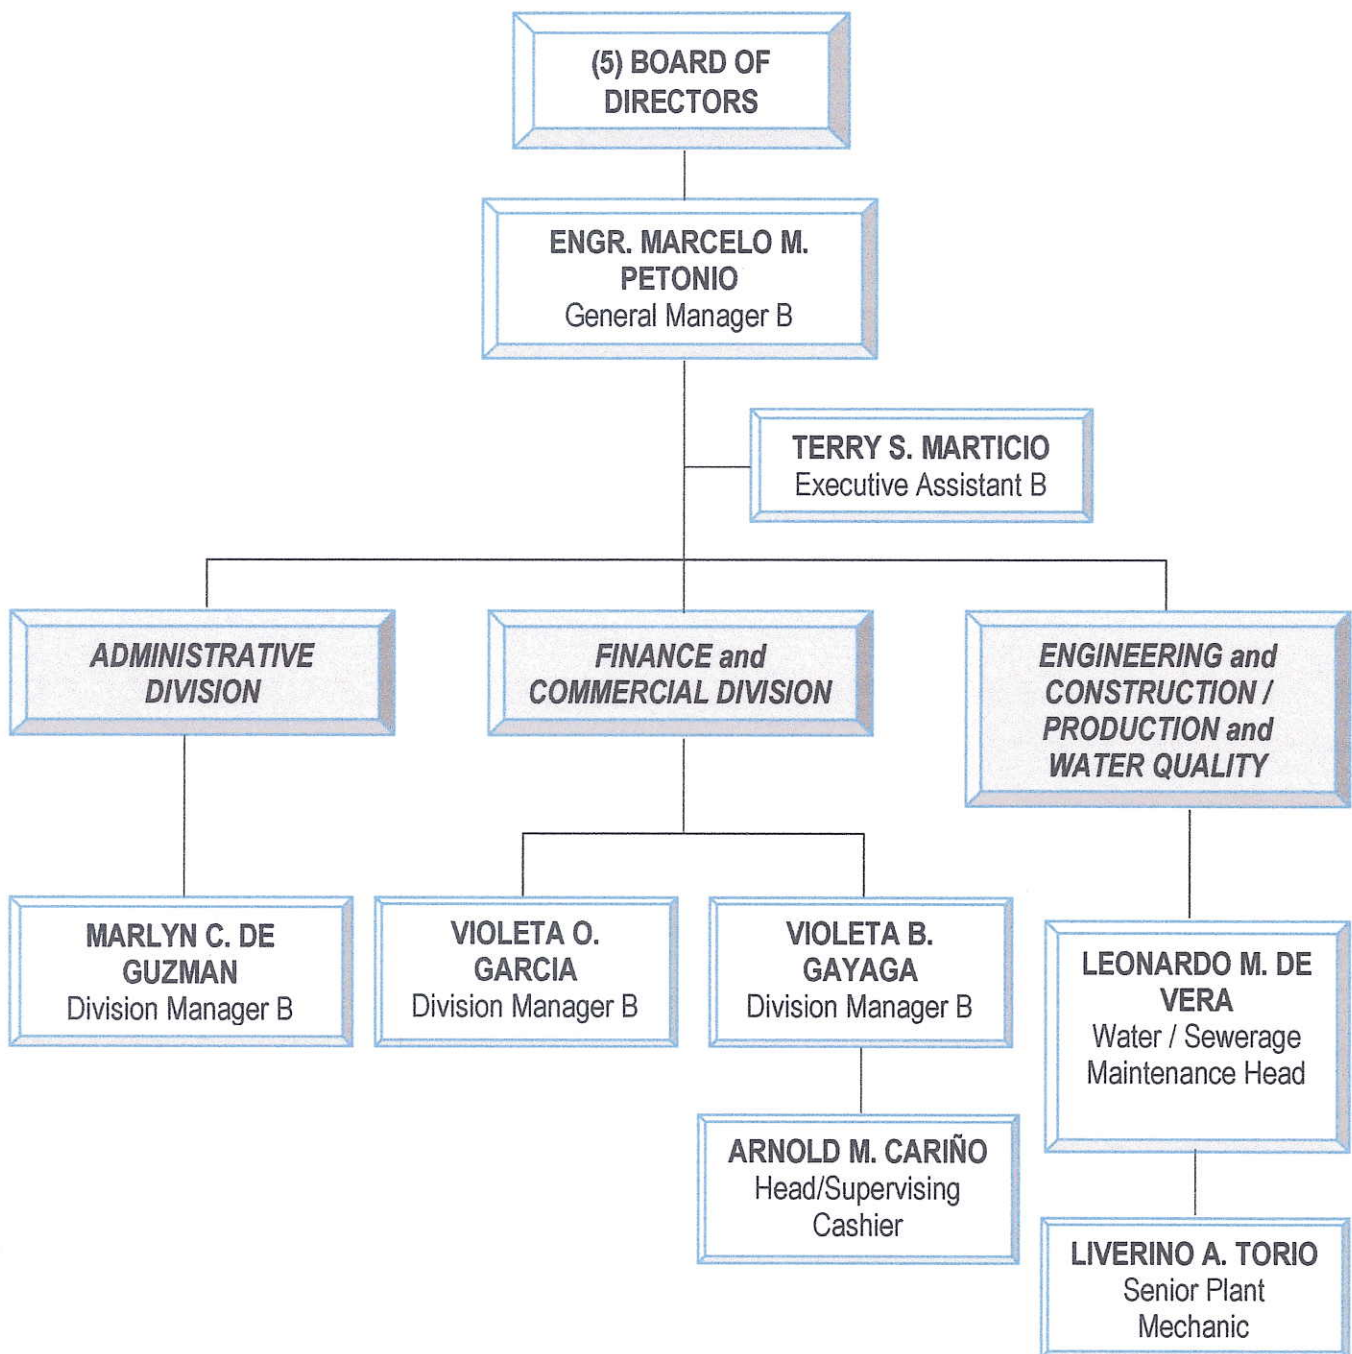 (5) BOARD OF
DIRECTORS
ENGR. MARCELO M.
PETONIO
General Manager B
TERRY S. MARTICIO
Executive Assistant B
ADMINISTRATIVE
DIVISION
FINANCE and
COMMERCIAL DIVISION
ENGINEERING and
CONSTRUCTION /
PRODUCTION and
WATER QUALITY
MARLYN C. DE
GUZMAN
Division Manager B
VIOLETA O.
GARCIA
Division Manager B
VIOLETA B.
GAYAGA
Division Manager B
LEONARDO M. DE
VERA
Water / Sewerage
Maintenance Head
ARNOLD M. CARIÑO
Head/Supervising
Cashier
LIVERINO A. TORIO
Senior Plant
Mechanic